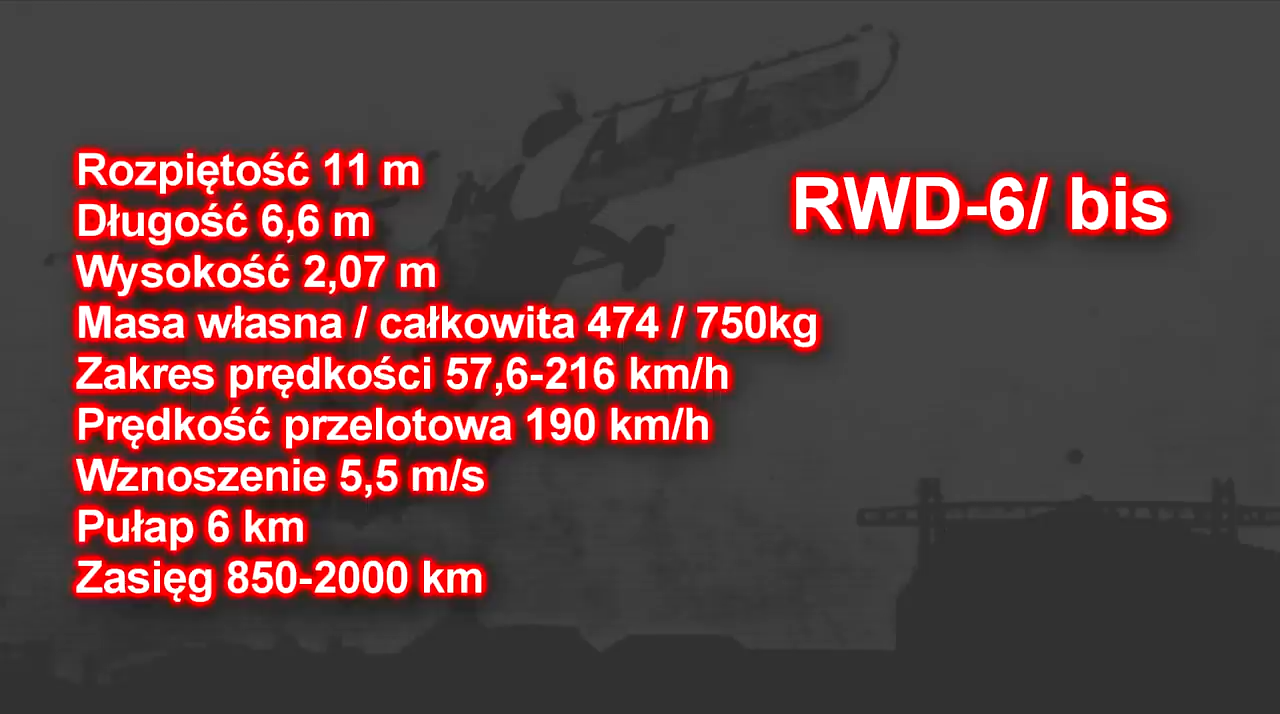 Rozpiętość 11 m
Długość 6,6 m
Wysokość 2,07 m
Masa własna / całkowita 474 / 750kg
Zakres prędkości 57,6-216 km/h
Prędkość przelotowa 190 km/h
Wznoszenie 5,5 m/s
Pułap 6 km
Zasięg 850-2000 km
RWD-6/ bis